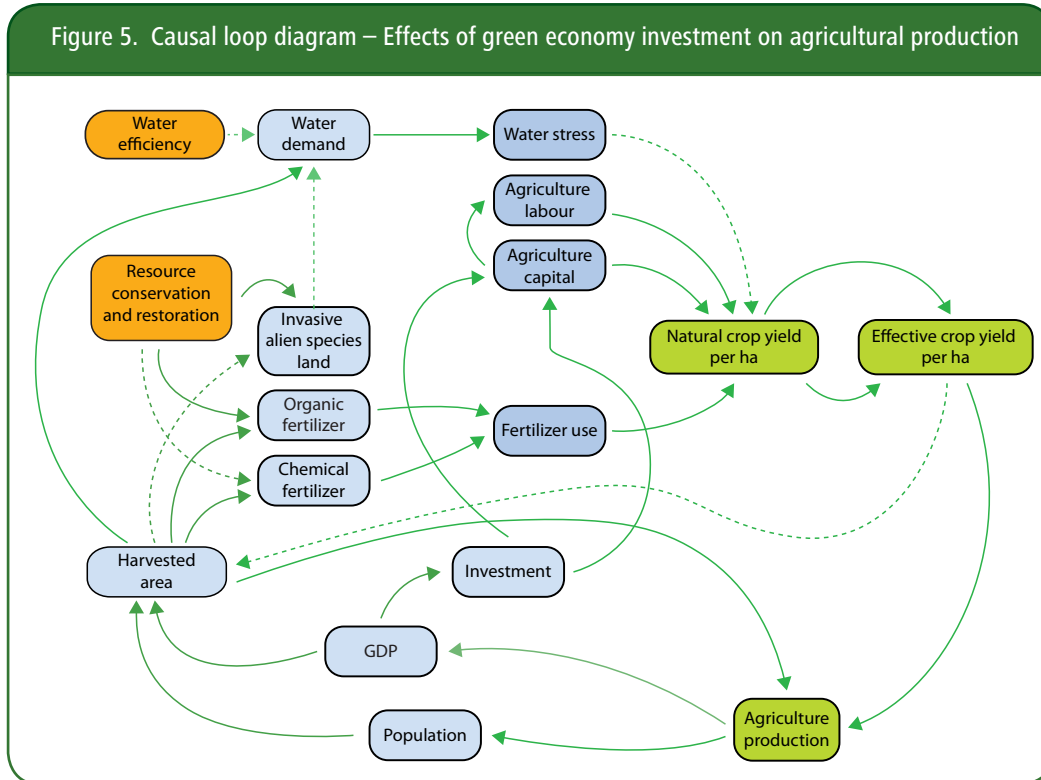 Figure 5. Causal loop diagram – Effects of green economy investment on agricultural production
Water
efficiency
Water
demand
Water stress
Agriculture
labour
Agriculture
capital
Resource
conservation
and restoration
Invasive
alien species
land
Natural crop yield
per ha
Effective crop yield
per ha
Organic
fertilizer
Fertilizer use
Chemical
fertilizer
Harvested
area
Investment
GDP
Population
Agriculture
production